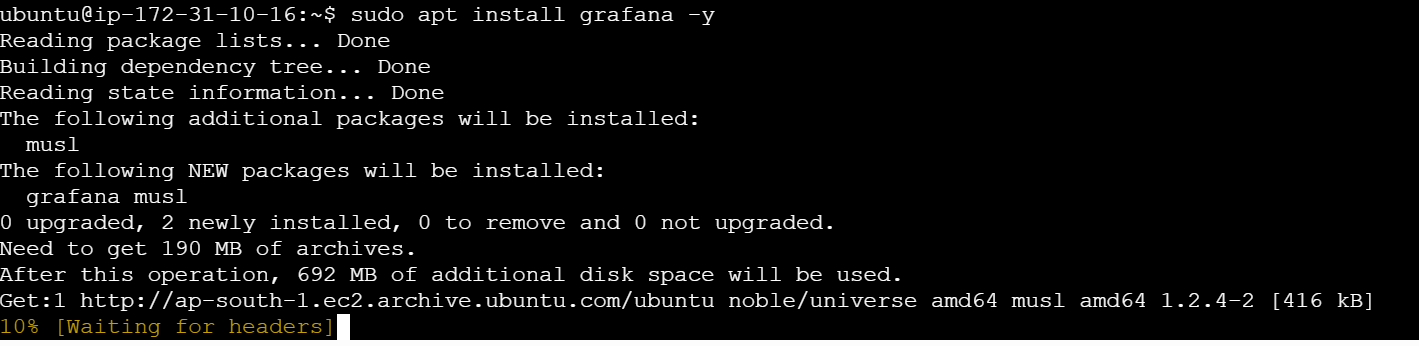 ubuntu@ip-172-31-10-16:~$ sudo apt install grafana -y
Reading package lists... Done
Building dependency tree... Done
Reading state information... Done
The following additional packages will be installed:
  musl
The following NEW packages will be installed:
  grafana musl
0 upgraded, 2 newly installed, 0 to remove and 0 not upgraded.
Need to get 190 MB of archives.
After this operation, 692 MB of additional disk space will be used.
Get:1 http://ap-south-1.ec2.archive.ubuntu.com/ubuntu noble/universe amd64 musl amd64 1.2.4-2 [416 kB]
10% [Waiting for headers]